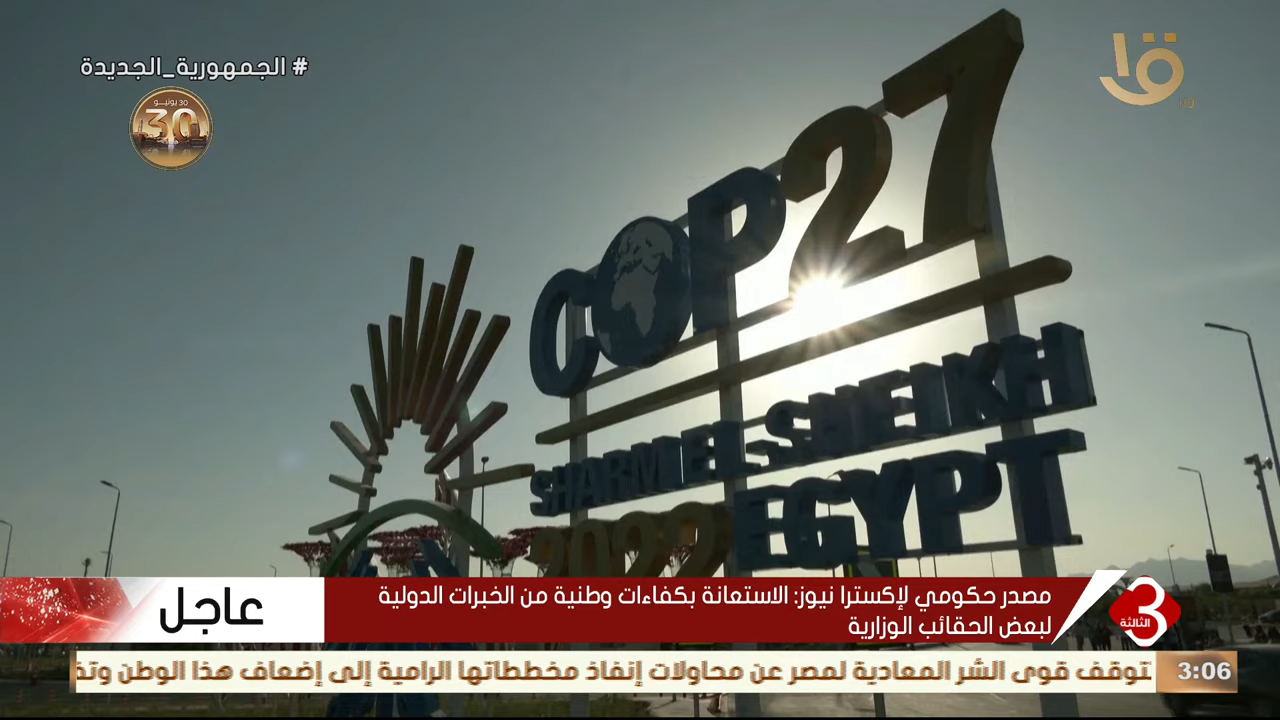 # الجمهورية_الجديدة
30 يونيو
30
COP27
SHARM EL-SHEIKH
2022 EGYPT
عاجل
مصدر حكومي لإكسترا نيوز: الاستعانة بكفاءات وطنية من الخبرات الدولية
لبعض الحقائب الوزارية
3
الثالثة
تتوقف قوى الشر المعادية لمصر عن محاولات إنفاذ مخططاتها الرامية إلى إضعاف هذا الوطن
3:06